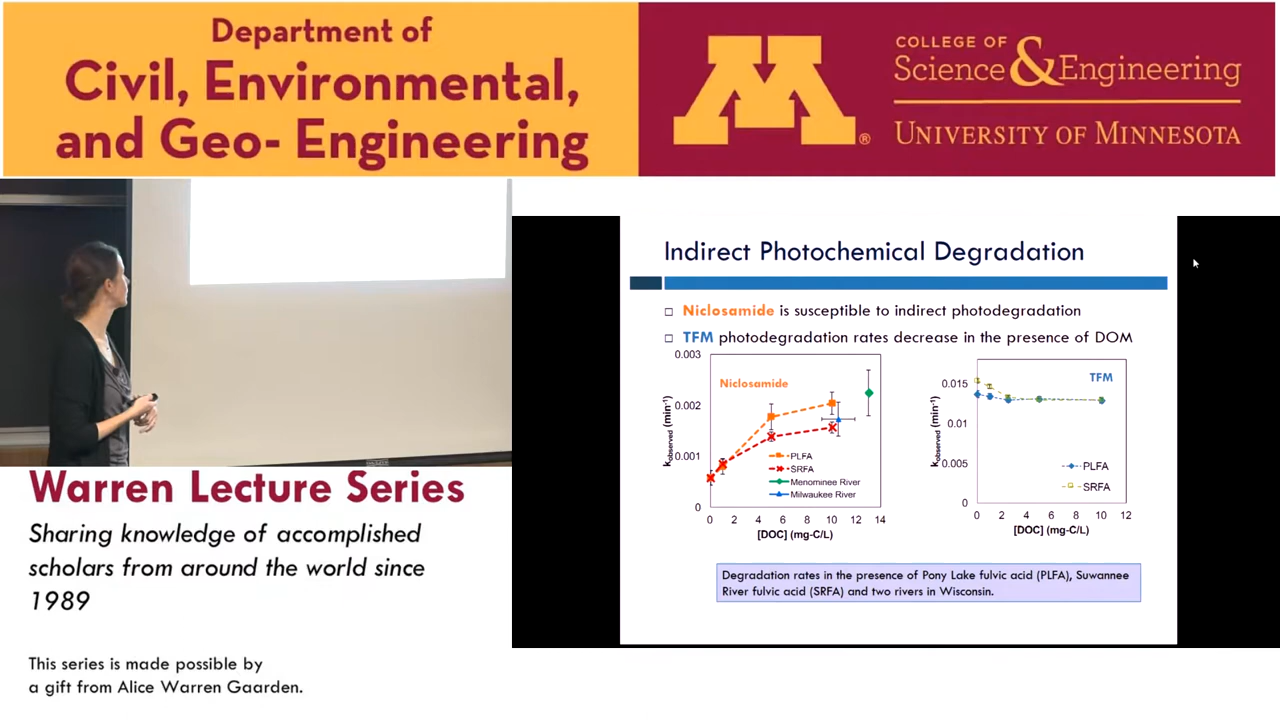 Department of
Civil, Environmental,
and Geo- Engineering
M
®
COLLEGE OF
Science & Engineering
UNIVERSITY OF MINNESOTA
Warren Lecture Series
Sharing knowledge of accomplished
scholars from around the world since
1989
This series is made possible by
a gift from Alice Warren Gaarden.
Indirect Photochemical Degradation
□ Niclosamide is susceptible to indirect photodegradation
□ TFM photodegradation rates decrease in the presence of DOM
0.003
0.002
0.001
0
kobserved (min⁻¹)
Niclosamide
PLFA
SRFA
Menominee River
Milwaukee River
0 2 4 6 8 10 12 14
[DOC] (mg-C/L)
0.015
0.01
0.005
0
kobserved (min⁻¹)
TFM
PLFA
SRFA
0 2 4 6 8 10 12
[DOC] (mg-C/L)
Degradation rates in the presence of Pony Lake fulvic acid (PLFA), Suwannee
River fulvic acid (SRFA) and two rivers in Wisconsin.